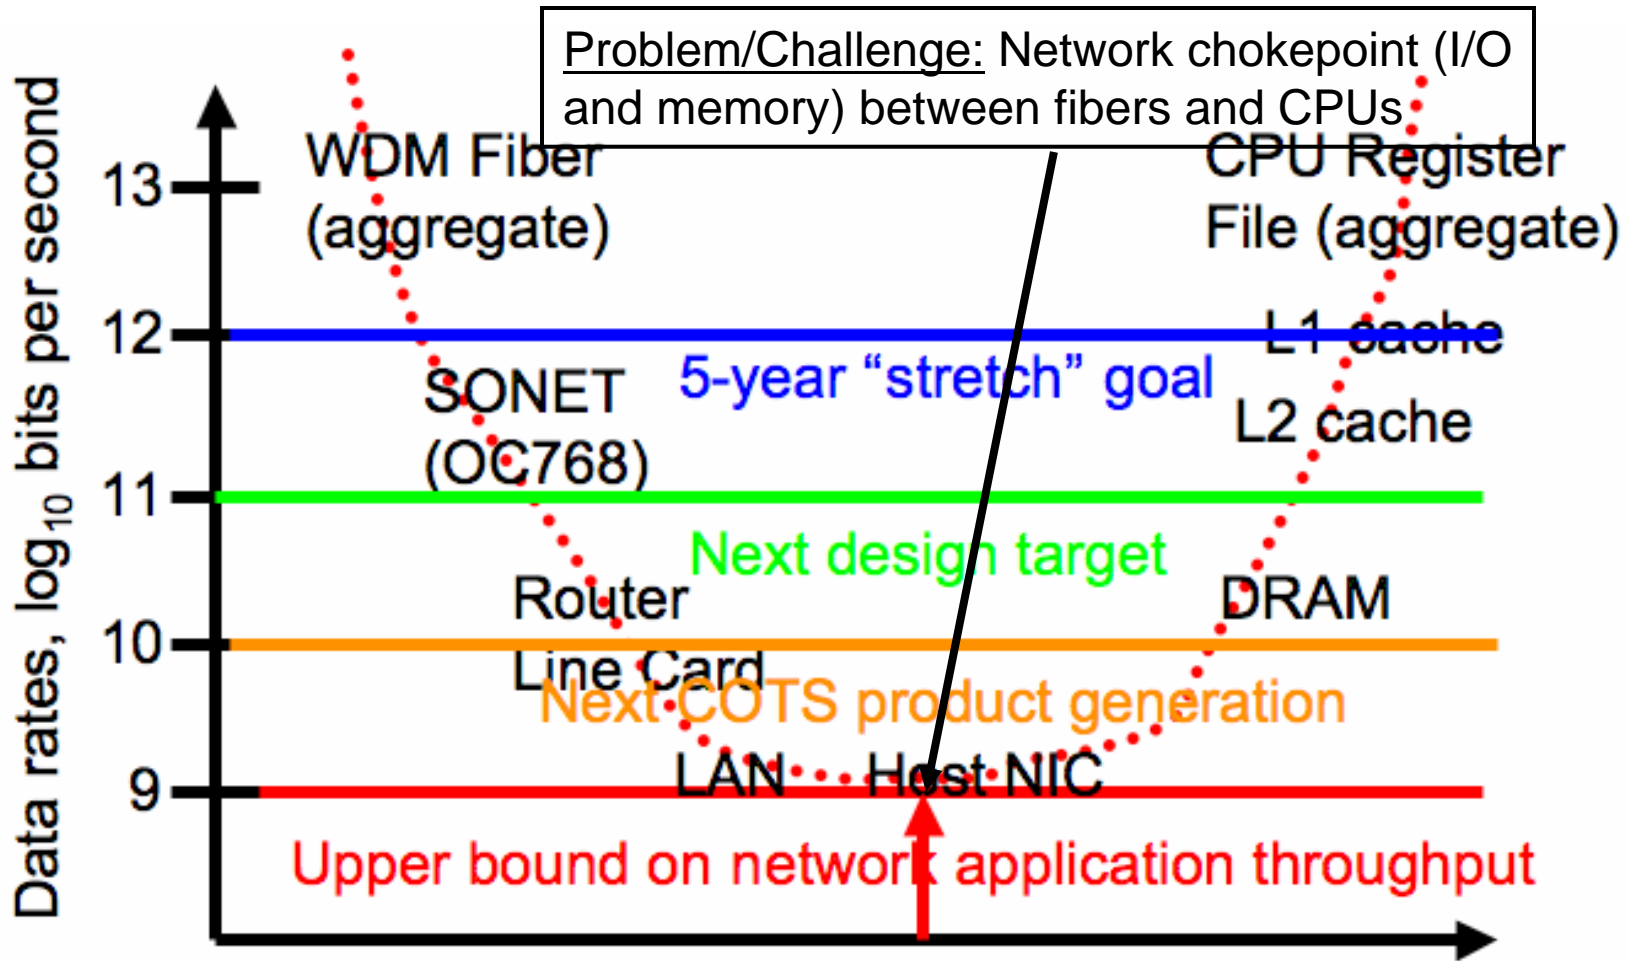 Problem/Challenge: Network chokepoint (I/O
and memory) between fibers and CPUs
Data rates, log10 bits per second
13
12
11
10
9
WDM Fiber
(aggregate)
CPU Register
File (aggregate)
L1 cache
5-year “stretch” goal
SONET
(OC768)
L2 cache
Next design target
Router
Line Card
DRAM
Next COTS product generation
LAN
Host NIC
Upper bound on network application throughput